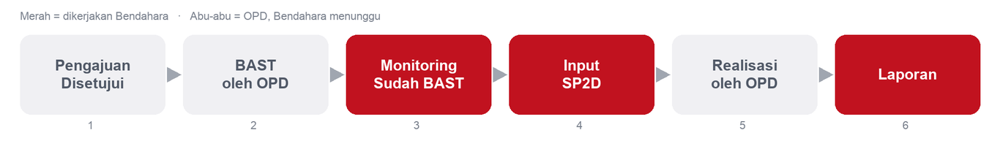 Merah = dikerjakan Bendahara · Abu-abu = OPD, Bendahara menunggu
Pengajuan
Disetujui
BAST
oleh OPD
Monitoring
Sudah BAST
Input
SP2D
Realisasi
oleh OPD
Laporan
1
2
3
4
5
6